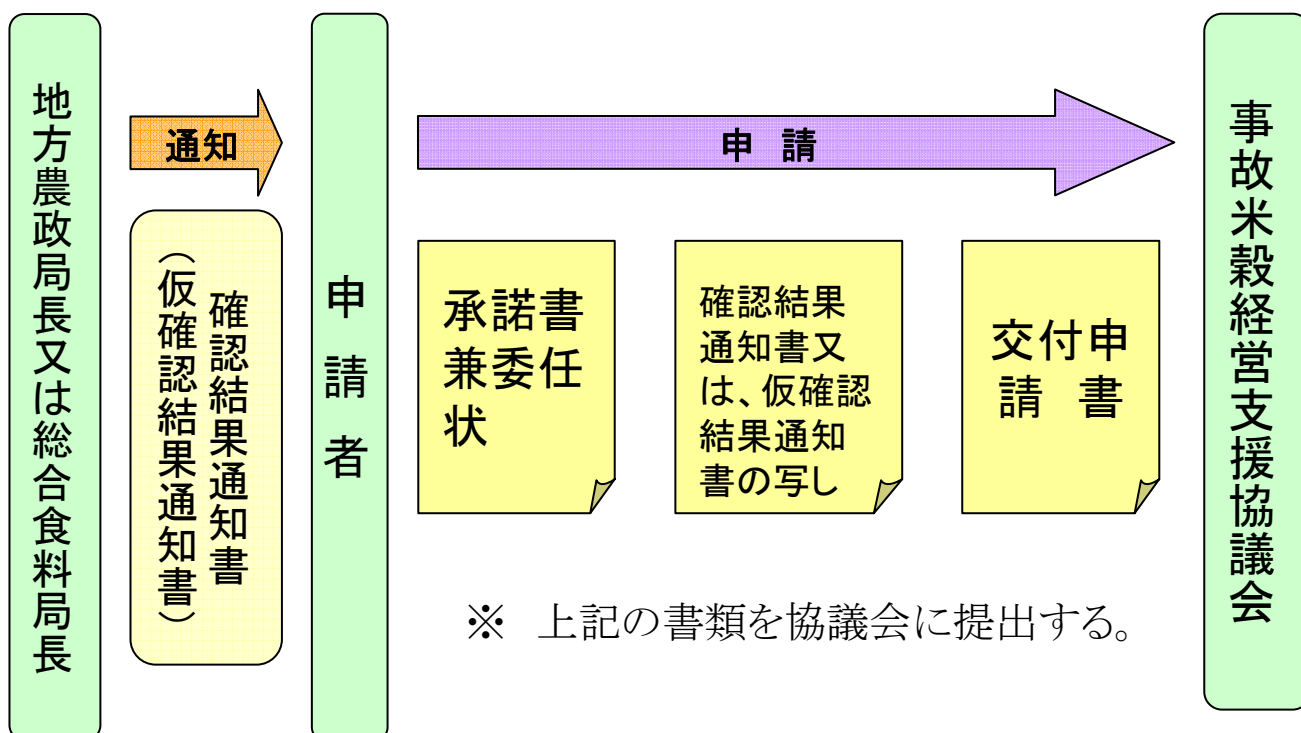 地方農政局長又は総合食料局長
通知
確認結果通知書
（仮確認結果通知書）
申請者
申 請
承諾書
兼委任
状
確認結果
通知書又
は、仮確認
結果通知
書の写し
交付申
請 書
事故米穀経営支援協議会
※ 上記の書類を協議会に提出する。